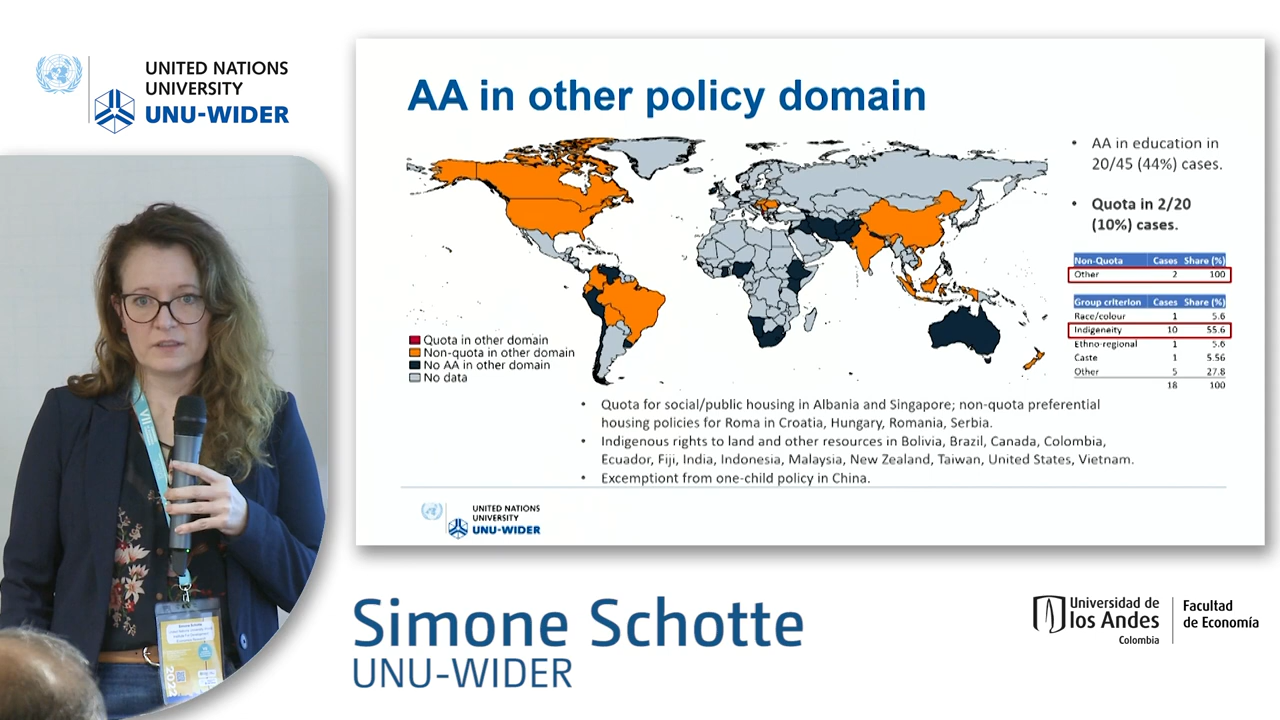 UNITED NATIONS
UNIVERSITY
UNU-WIDER
AA in other policy domain
• AA in education in
20/45 (44%) cases.
• Quota in 2/20
(10%) cases.
Non-Quota Cases Share (%)
Other 2 100
Group criterion Cases Share (%)
Race/colour 1 5.6
Indigeneity 10 55.6
Ethno-regional 1 5.6
Caste 1 5.56
Other 5 27.8
18 100
Quota in other domain
Non-quota in other domain
No AA in other domain
No data
• Quota for social/public housing in Albania and Singapore; non-quota preferential
housing policies for Roma in Croatia, Hungary, Romania, Serbia.
• Indigenous rights to land and other resources in Bolivia, Brazil, Canada, Colombia,
Ecuador, Fiji, India, Indonesia, Malaysia, New Zealand, Taiwan, United States, Vietnam.
• Excemptiont from one-child policy in China.
UNITED NATIONS
UNIVERSITY
UNU-WIDER
Simone Schotte
UNU-WIDER
Universidad de
los Andes
Colombia
Facultad
de Economía
2022